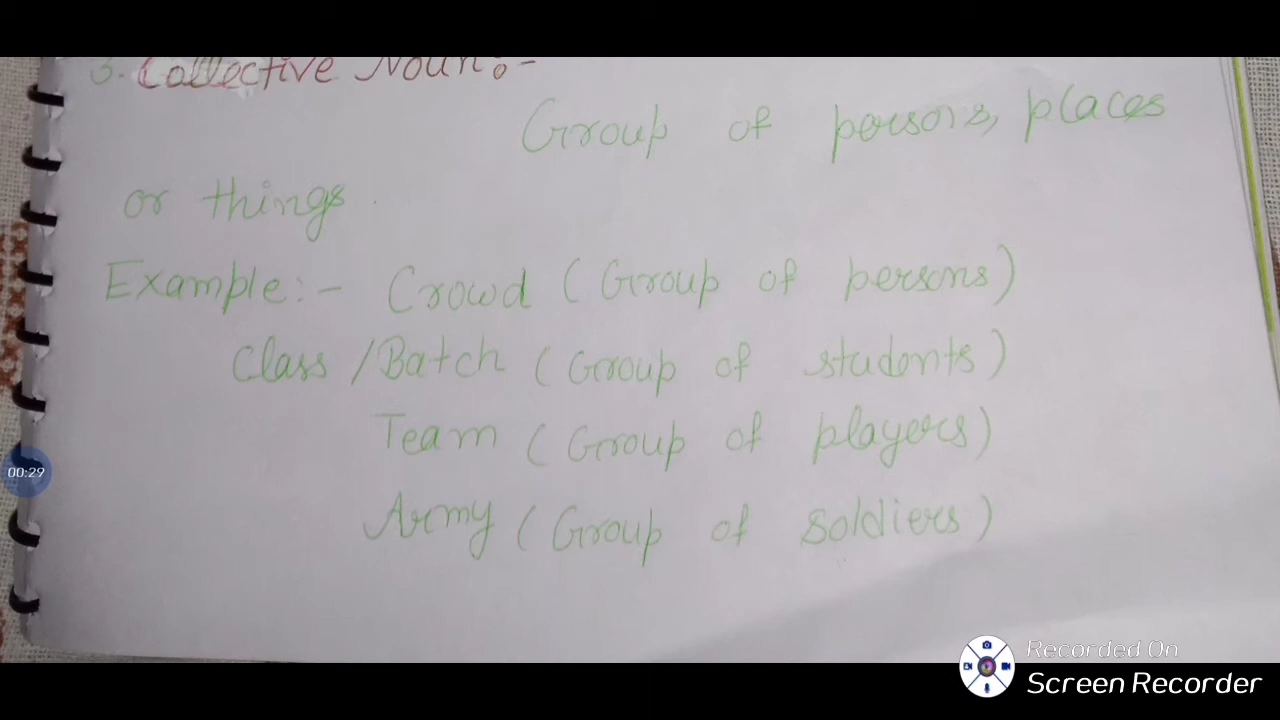 3. Collective Noun:-
Group of persons, places
or things.
Example:- Crowd (Group of persons)
Class/Batch (Group of students)
Team (Group of players)
Army (Group of soldiers)
00:29
Recorded On
Screen Recorder